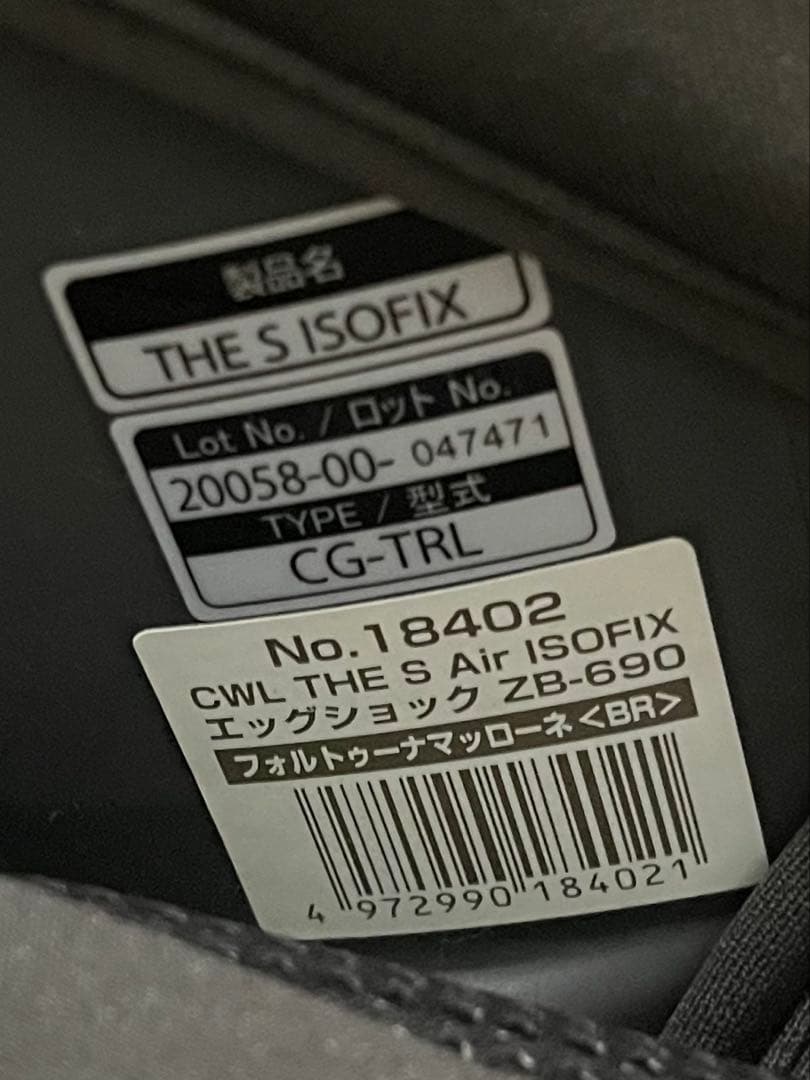 製品名
THE S ISOFIX
Lot No. / ロット No.
20058-00- 047471
TYPE / 型式
CG-TRL
No.18402
CWL THE S Air ISOFIX
エッグショック ZB-690
フォルトゥーナマッローネ<BR>
4 972990 184021